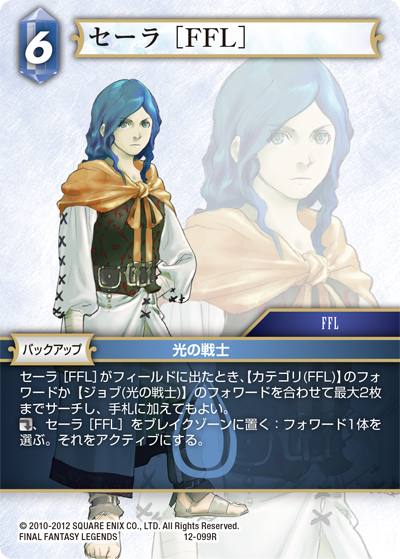 6
セーラ［FFL］
FFL
バックアップ
光の戦士
セーラ［FFL］がフィールドに出たとき、【カテゴリ(FFL)】のフォ
ワードか【ジョブ(光の戦士)】のフォワードを合わせて最大2枚
までサーチし、手札に加えてもよい。
、セーラ［FFL］をブレイクゾーンに置く：フォワード1体を
選ぶ。それをアクティブにする。
© 2010-2012 SQUARE ENIX CO., LTD. All Rights Reserved.
FINAL FANTASY LEGENDS 12-099R